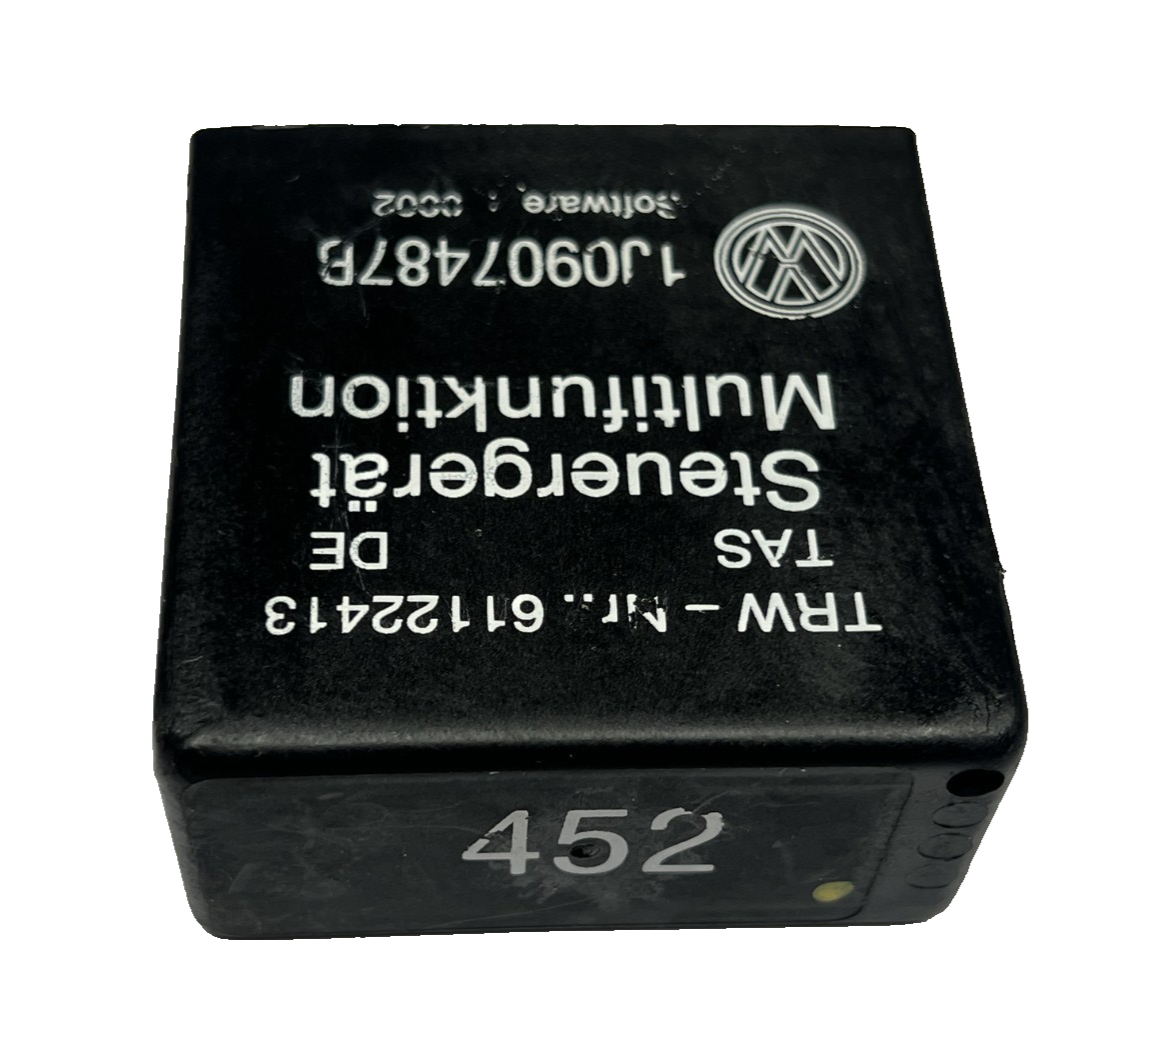 TRW – Nr.. 61122413
TAS DE
Steuergerät
Multifunktion
1J0907487B
Software : 0002
452